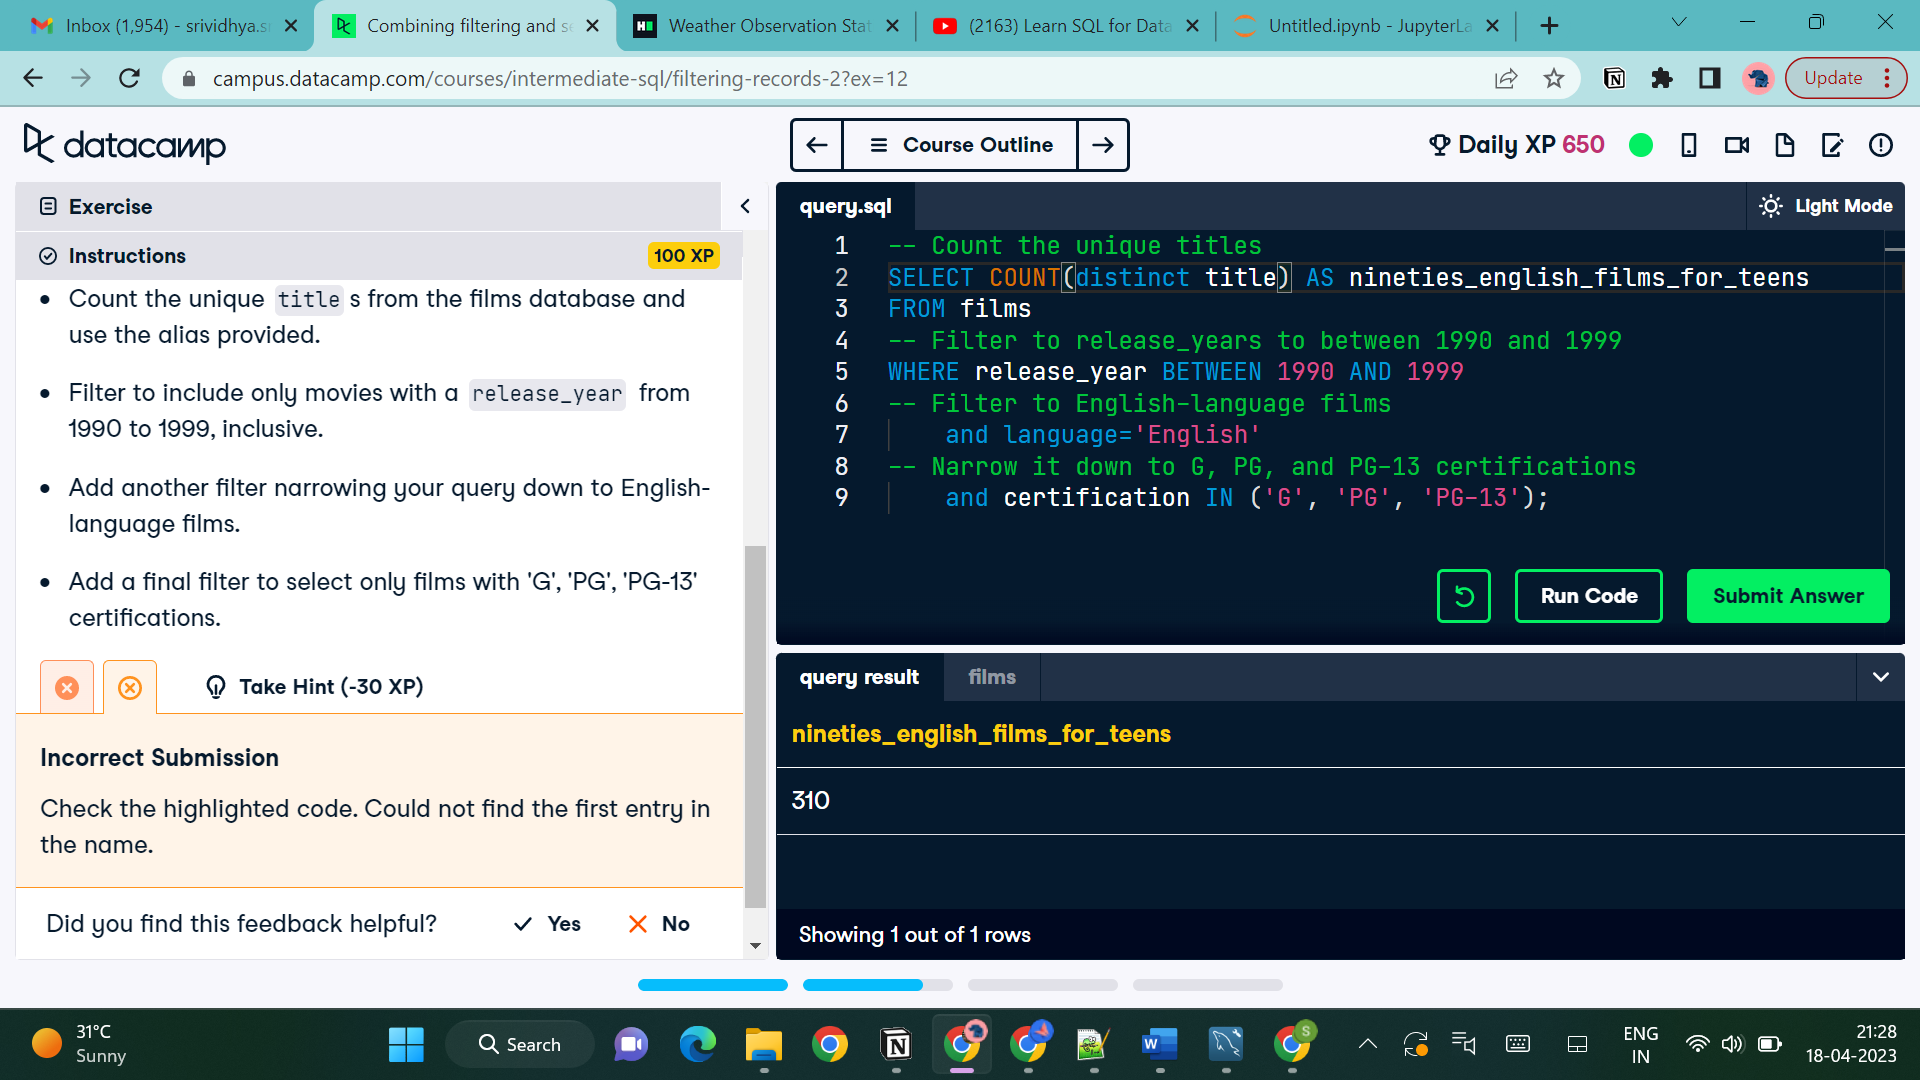 Inbox (1,954) - srividhya.s
Combining filtering and se
Weather Observation Stat
(2163) Learn SQL for Data
Untitled.ipynb - JupyterLa
campus.datacamp.com/courses/intermediate-sql/filtering-records-2?ex=12
Update
datacamp
Course Outline
Daily XP 650
Exercise
Instructions
100 XP
Count the unique title s from the films database and
use the alias provided.
Filter to include only movies with a release_year from
1990 to 1999, inclusive.
Add another filter narrowing your query down to English-
language films.
Add a final filter to select only films with 'G', 'PG', 'PG-13'
certifications.
Take Hint (-30 XP)
Incorrect Submission
Check the highlighted code. Could not find the first entry in
the name.
Did you find this feedback helpful?
Yes
No
query.sql
Light Mode
1 -- Count the unique titles
2 SELECT COUNT(distinct title) AS nineties_english_films_for_teens
3 FROM films
4 -- Filter to release_years to between 1990 and 1999
5 WHERE release_year BETWEEN 1990 AND 1999
6 -- Filter to English-language films
7 and language='English'
8 -- Narrow it down to G, PG, and PG-13 certifications
9 and certification IN ('G', 'PG', 'PG-13');
Run Code
Submit Answer
query result
films
nineties_english_films_for_teens
310
Showing 1 out of 1 rows
31°C
Sunny
Search
ENG
IN
21:28
18-04-2023